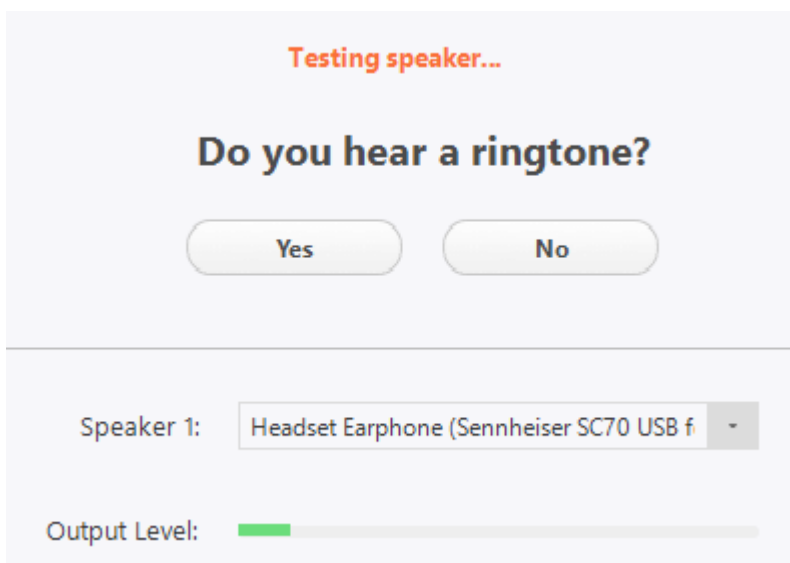 Testing speaker...
Do you hear a ringtone?
Yes No
Speaker 1: Headset Earphone (Sennheiser SC70 USB f
Output Level: